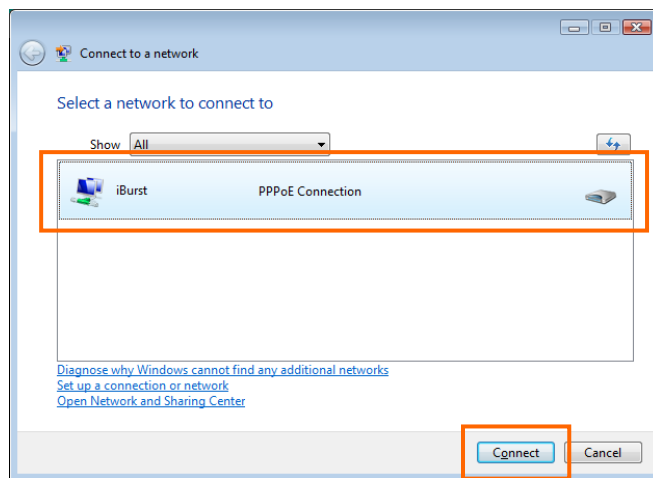 Connect to a network
Select a network to connect to
Show All
iBurst PPPoE Connection
Diagnose why Windows cannot find any additional networks
Set up a connection or network
Open Network and Sharing Center
Connect Cancel